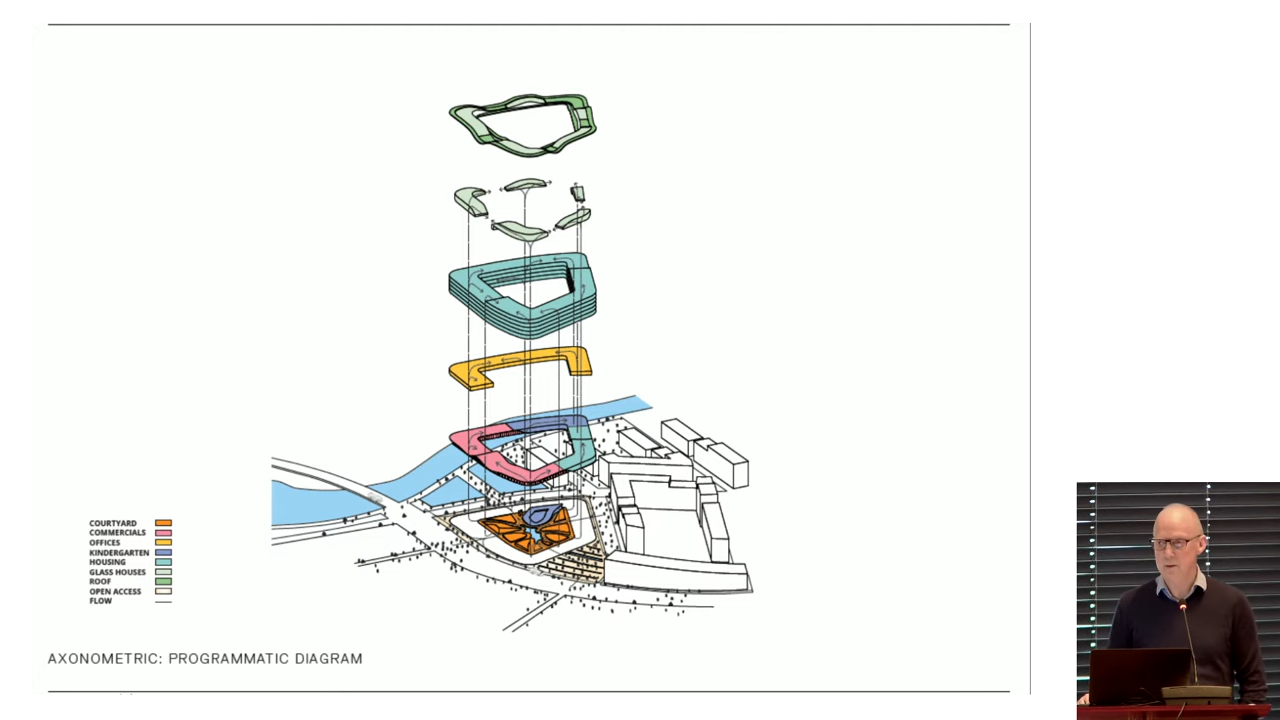 COURTYARD
COMMERCIALS
OFFICES
KINDERGARTEN
HOUSING
GLASS HOUSES
ROOF
OPEN ACCESS
FLOW
AXONOMETRIC: PROGRAMMATIC DIAGRAM